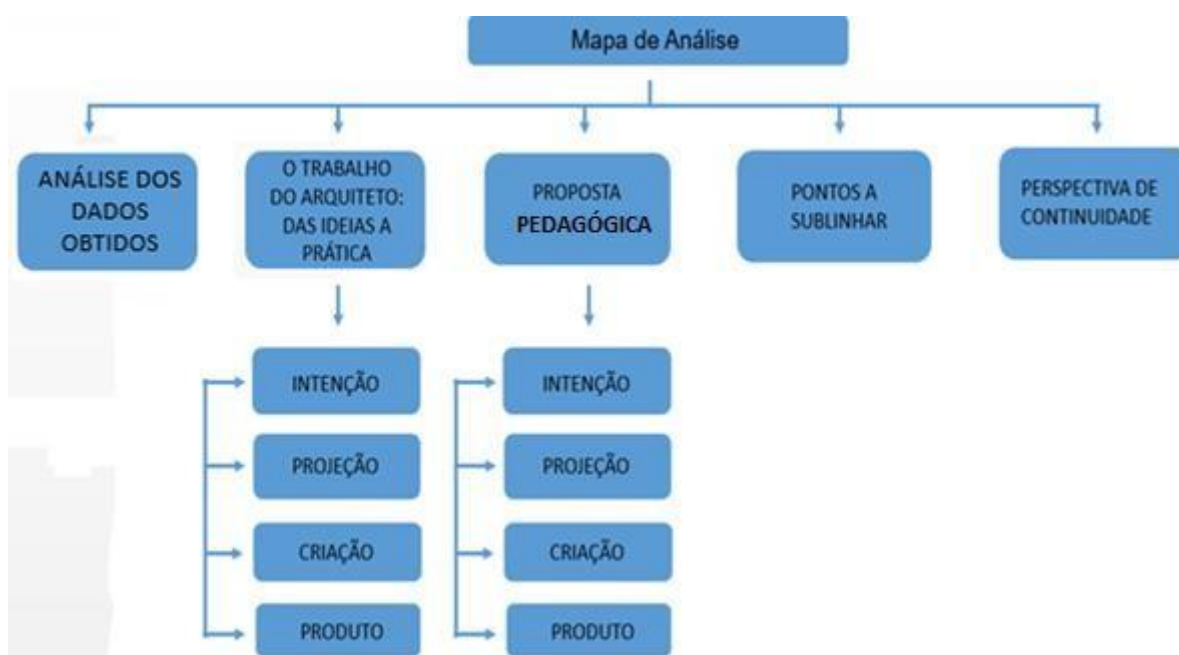 Mapa de Análise
ANÁLISE DOS
DADOS
OBTIDOS
O TRABALHO
DO ARQUITETO:
DAS IDEIAS A
PRÁTICA
PROPOSTA
PEDAGÓGICA
PONTOS A
SUBLINHAR
PERSPECTIVA DE
CONTINUIDADE
INTENÇÃO
PROJEÇÃO
CRIAÇÃO
PRODUTO
INTENÇÃO
PROJEÇÃO
CRIAÇÃO
PRODUTO